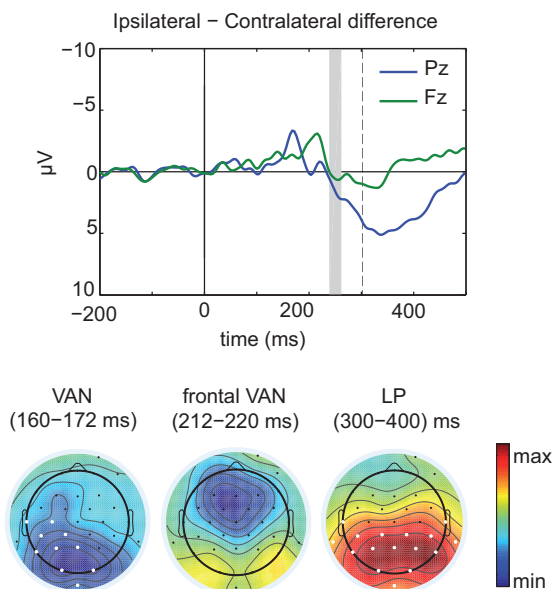 Ipsilateral − Contralateral difference
−10
-5
0
5
10
μV
Pz
Fz
−200
0
200
400
time (ms)
VAN
(160−172 ms)
frontal VAN
(212−220 ms)
LP
(300−400) ms
max
min